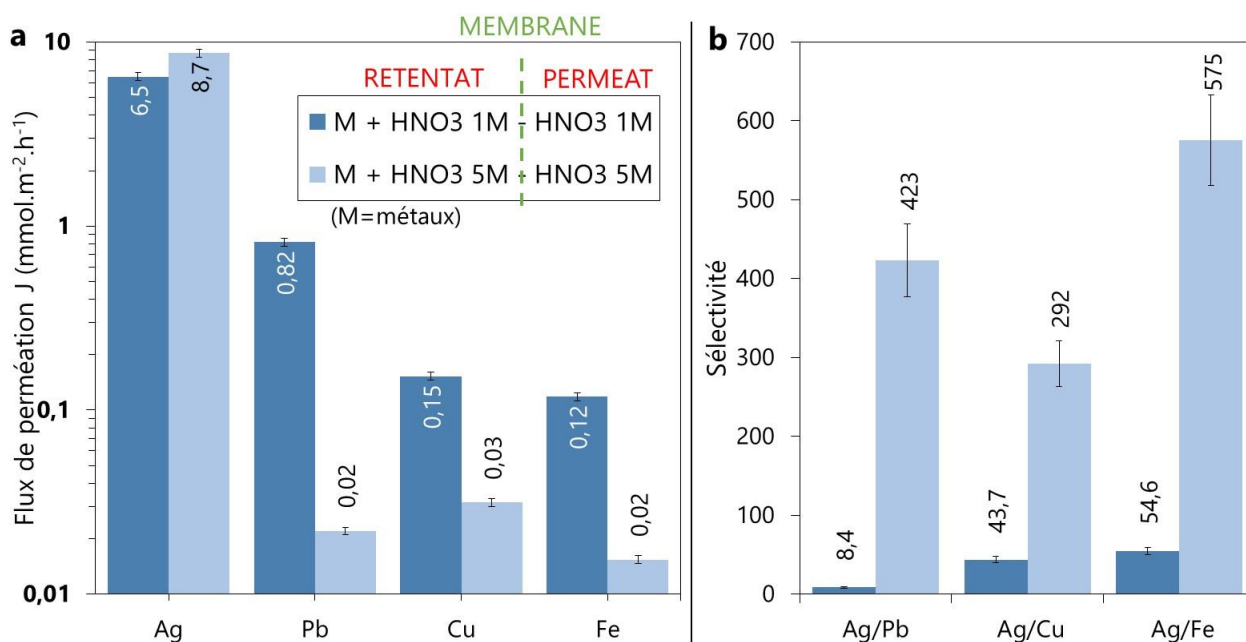 MEMBRANE
a
RETENTAT PERMEAT
M + HNO3 1M - HNO3 1M
M + HNO3 5M - HNO3 5M
(M=métaux)
Flux de perméation J (mmol.m⁻².h⁻¹)
10
1
0,1
0,01
6,5
8,7
0,82
0,02
0,15
0,03
0,12
0,02
Ag Pb Cu Fe
b
Sélectivité
700
600
500
400
300
200
100
0
8,4
423
43,7
292
54,6
575
Ag/Pb Ag/Cu Ag/Fe